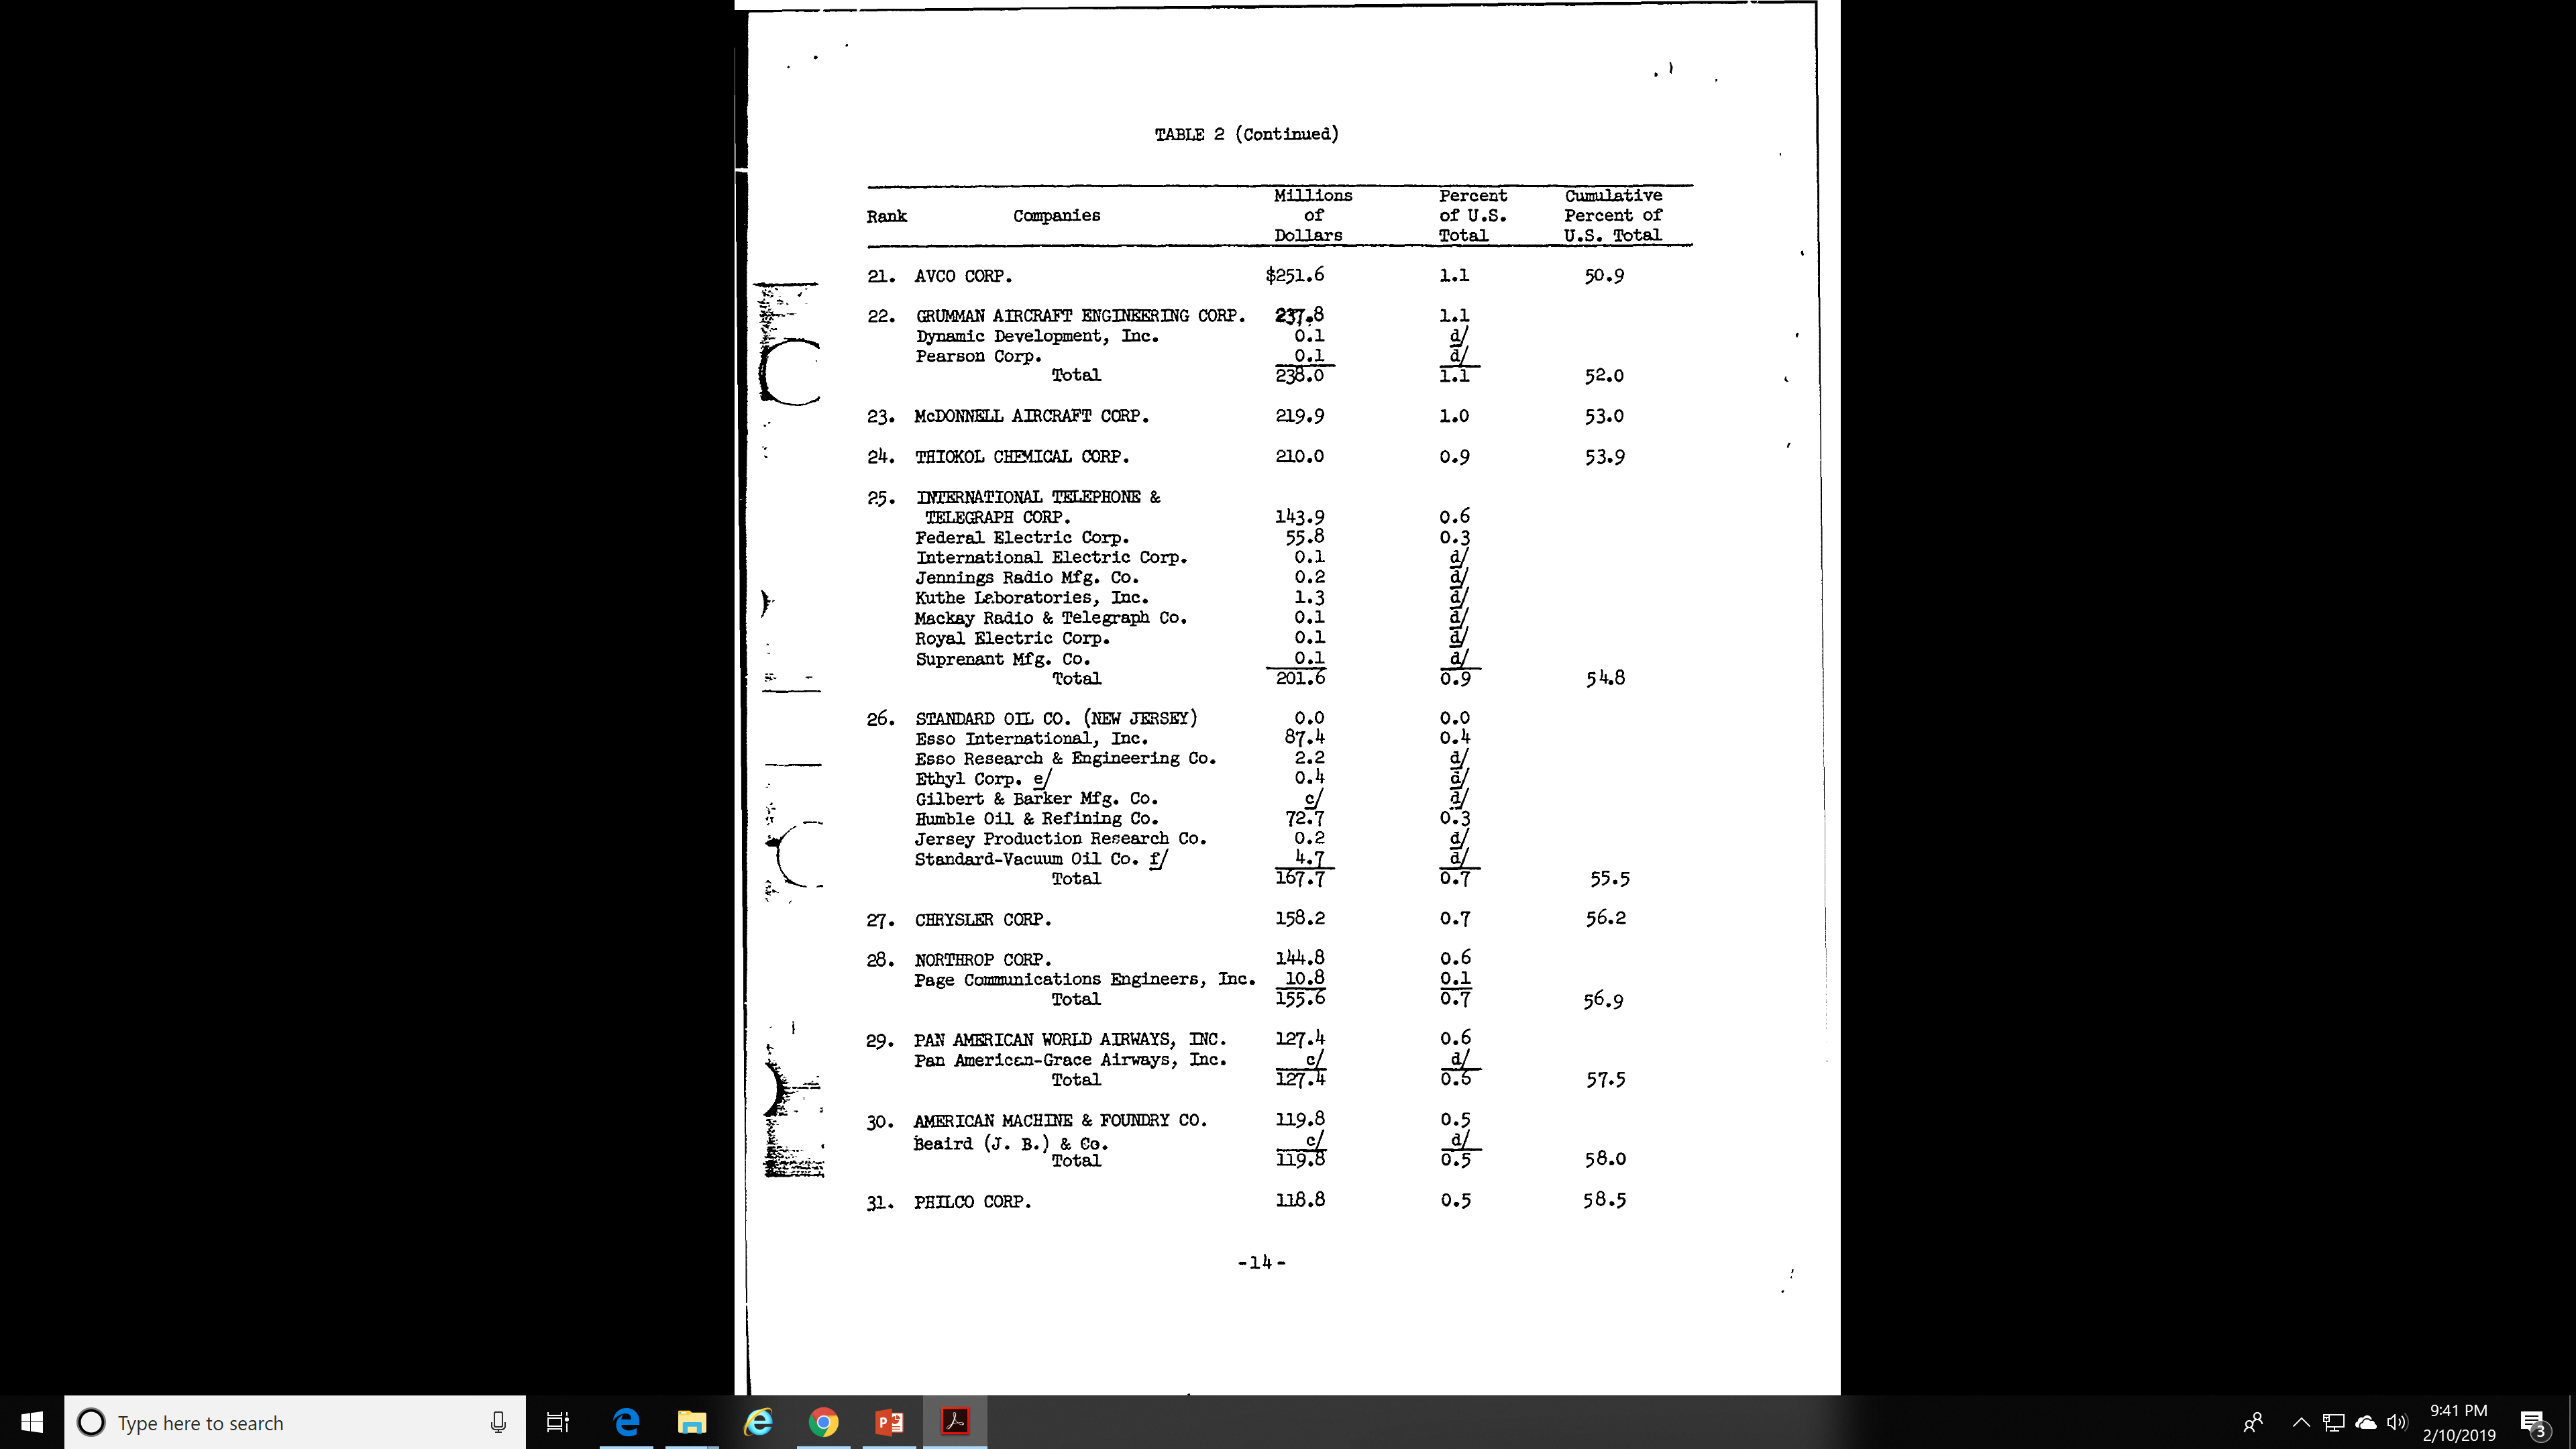 TABLE 2 (Continued)
Millions Percent Cumulative
Rank Companies of of U.S. Percent of
Dollars Total U.S. Total
21. AVCO CORP. $251.6 1.1 50.9
22. GRUMMAN AIRCRAFT ENGINEERING CORP. 237.8 1.1
Dynamic Development, Inc. 0.1 d/
Pearson Corp. 0.1 d/
Total 238.0 1.1 52.0
23. McDONNELL AIRCRAFT CORP. 219.9 1.0 53.0
24. THIOKOL CHEMICAL CORP. 210.0 0.9 53.9
25. INTERNATIONAL TELEPHONE &
TELEGRAPH CORP. 143.9 0.6
Federal Electric Corp. 55.8 0.3
International Electric Corp. 0.1 d/
Jennings Radio Mfg. Co. 0.2 d/
Kuthe Laboratories, Inc. 1.3 d/
Mackay Radio & Telegraph Co. 0.1 d/
Royal Electric Corp. 0.1 d/
Suprenant Mfg. Co. 0.1 d/
Total 201.6 0.9 54.8
26. STANDARD OIL CO. (NEW JERSEY) 0.0 0.0
Esso International, Inc. 87.4 0.4
Esso Research & Engineering Co. 2.2 d/
Ethyl Corp. e/ 0.4 d/
Gilbert & Barker Mfg. Co. c/ d/
Humble Oil & Refining Co. 72.7 0.3
Jersey Production Research Co. 0.2 d/
Standard-Vacuum Oil Co. f/ 4.7 d/
Total 167.7 0.7 55.5
27. CHRYSLER CORP. 158.2 0.7 56.2
28. NORTHROP CORP. 144.8 0.6
Page Communications Engineers, Inc. 10.8 0.1
Total 155.6 0.7 56.9
29. PAN AMERICAN WORLD AIRWAYS, INC. 127.4 0.6
Pan American-Grace Airways, Inc. c/ d/
Total 127.4 0.6 57.5
30. AMERICAN MACHINE & FOUNDRY CO. 119.8 0.5
Beaird (J. B.) & Co. c/ d/
Total 119.8 0.5 58.0
31. PHILCO CORP. 118.8 0.5 58.5
-14-
Type here to search
9:41 PM
2/10/2019
3